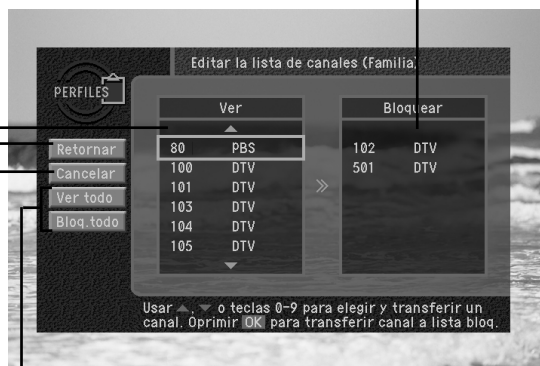 Editar la lista de canales (Familia)
PERFILES
Ver
Bloquear
Retornar
Cancelar
Ver todo
Bloq.todo
80 PBS
100 DTV
101 DTV
103 DTV
104 DTV
105 DTV
102 DTV
501 DTV
Usar ▲, ▼ o teclas 0-9 para elegir y transferir un
canal. Oprimir OK para transferir canal a lista bloq.